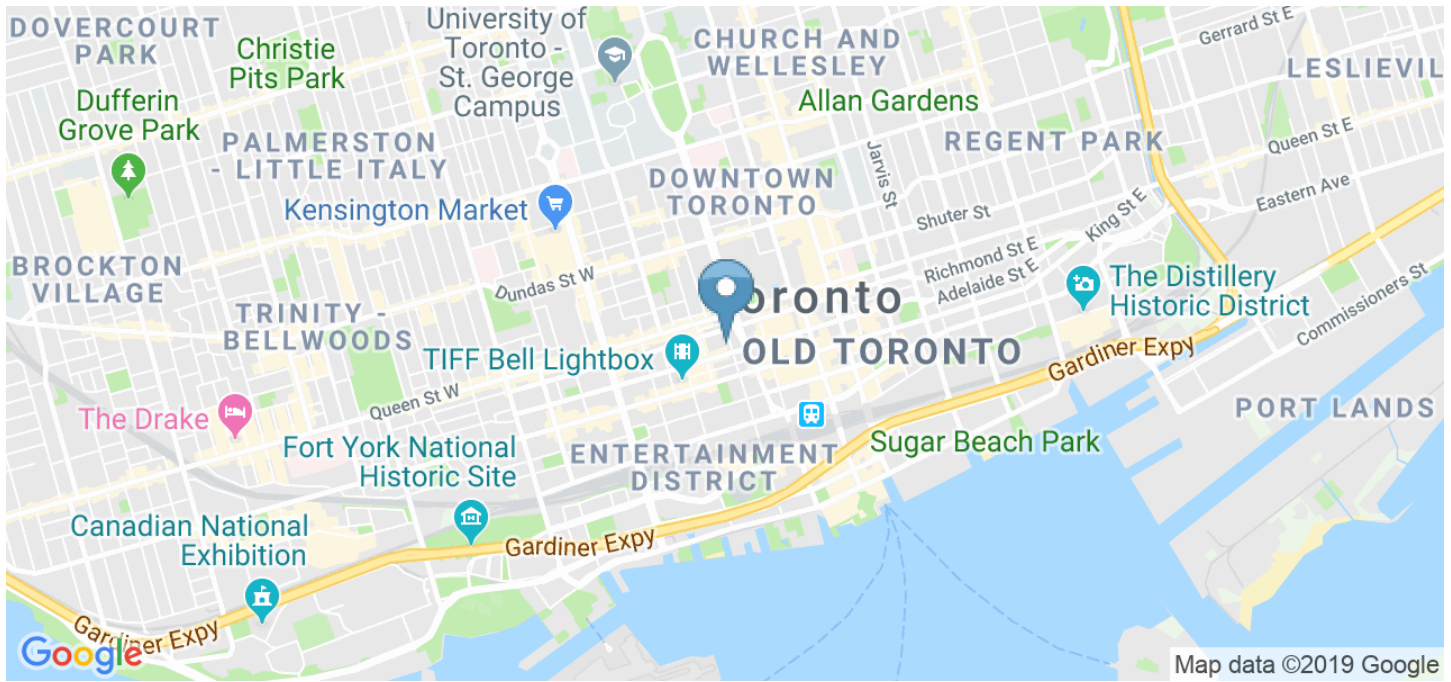 DOVERCOURT
PARK
Christie
Pits Park
University of
Toronto -
St. George
Campus
CHURCH AND
WELLESLEY
Gerrard St E
LESLIEVIL
Dufferin
Grove Park
Allan Gardens
PALMERSTON
- LITTLE ITALY
REGENT PARK
Queen St E
Jarvis St
DOWNTOWN
TORONTO
Kensington Market
Shuter St
King St E
Eastern Ave
BROCKTON
VILLAGE
Dundas St W
Richmond St E
Adelaide St E
The Distillery
Historic District
Commissioners St
TRINITY -
BELLWOODS
oronto
OLD TORONTO
TIFF Bell Lightbox
Gardiner Expy
Queen St W
The Drake
PORT LANDS
Fort York National
Historic Site
ENTERTAINMENT
DISTRICT
Sugar Beach Park
Canadian National
Exhibition
Gardiner Expy
Gardiner Expy
Google
Map data ©2019 Google